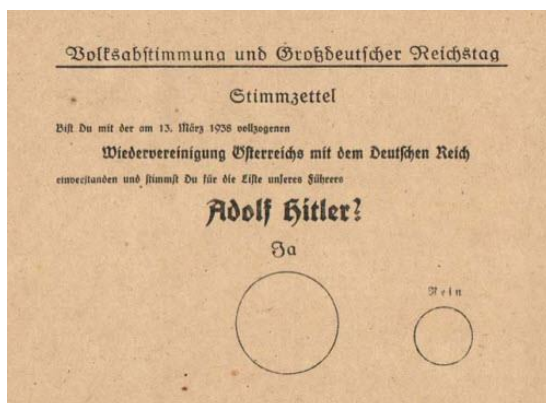 Volksabstimmung und Großdeutscher Reichstag
Stimmzettel
Bist Du mit der am 13. März 1938 vollzogenen
Wiedervereinigung Österreichs mit dem Deutschen Reich
einverstanden und stimmst Du für die Liste unseres Führers
Adolf Hitler?
Ja
Nein